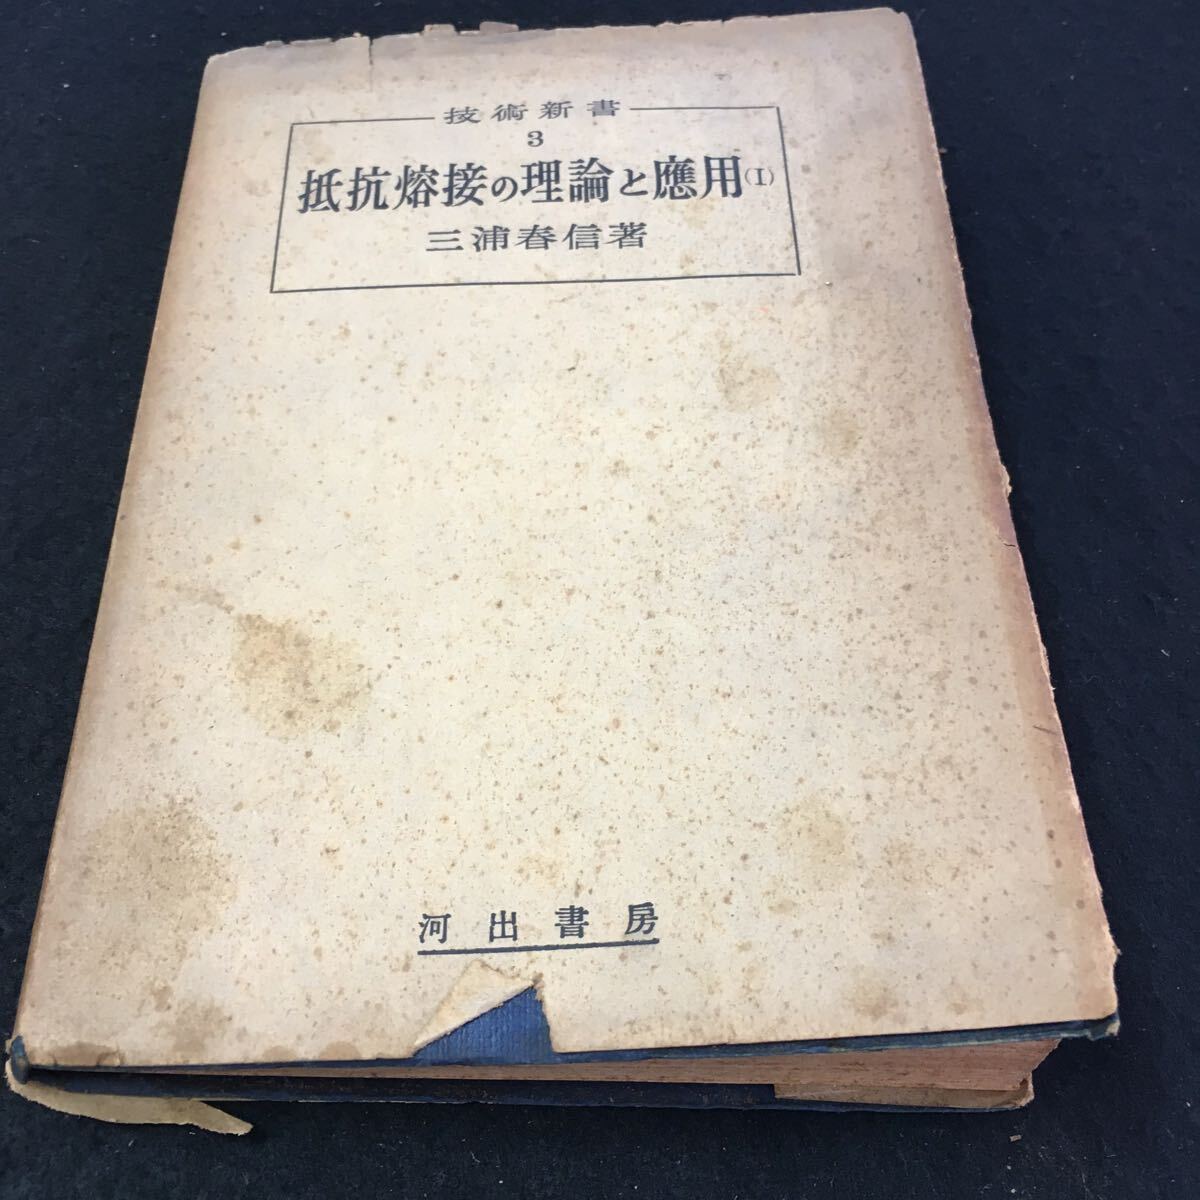 技術新書
3
抵抗熔接の理論と應用(I)
三浦春信著
河出書房